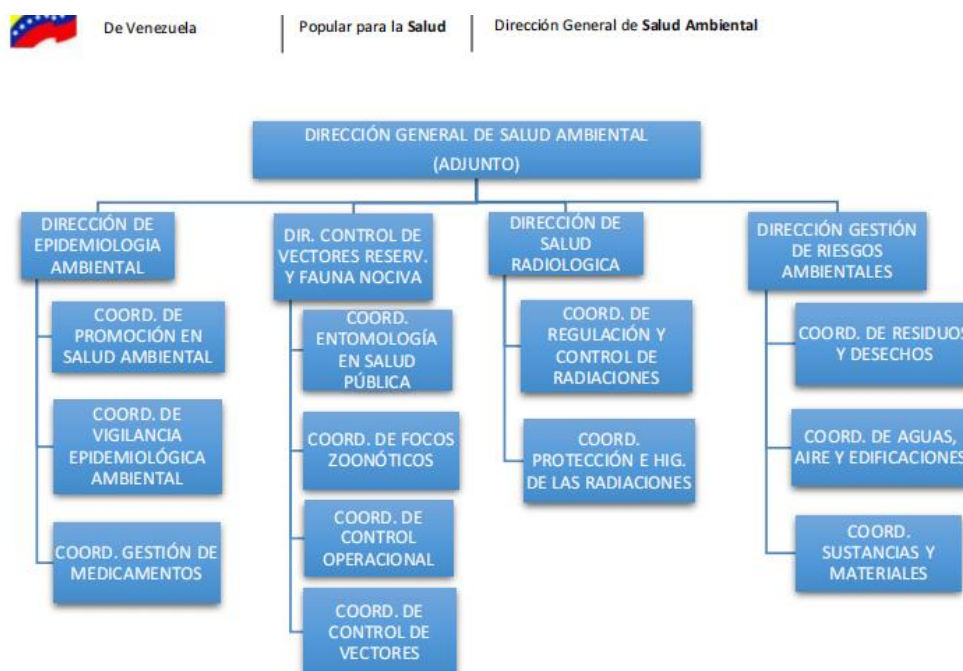 De Venezuela
Popular para la Salud
Dirección General de Salud Ambiental
DIRECCIÓN GENERAL DE SALUD AMBIENTAL
(ADJUNTO)
DIRECCIÓN DE
EPIDEMIOLOGIA
AMBIENTAL
COORD. DE
PROMOCIÓN EN
SALUD AMBIENTAL
COORD. DE
VIGILANCIA
EPIDEMIOLÓGICA
AMBIENTAL
COORD. GESTIÓN DE
MEDICAMENTOS
DIR. CONTROL DE
VECTORES RESERV.
Y FAUNA NOCIVA
COORD.
ENTOMOLOGÍA
EN SALUD
PÚBLICA
COORD. DE FOCOS
ZOONÓTICOS
COORD. DE
CONTROL
OPERACIONAL
COORD. DE
CONTROL DE
VECTORES
DIRECCIÓN DE
SALUD
RADIOLOGICA
COORD. DE
REGULACIÓN Y
CONTROL DE
RADIACIONES
COORD.
PROTECCIÓN E HIG.
DE LAS RADIACIONES
DIRECCIÓN GESTIÓN
DE RIESGOS
AMBIENTALES
COORD. DE RESIDUOS
Y DESECHOS
COORD. DE AGUAS,
AIRE Y EDIFICACIONES
COORD.
SUSTANCIAS Y
MATERIALES